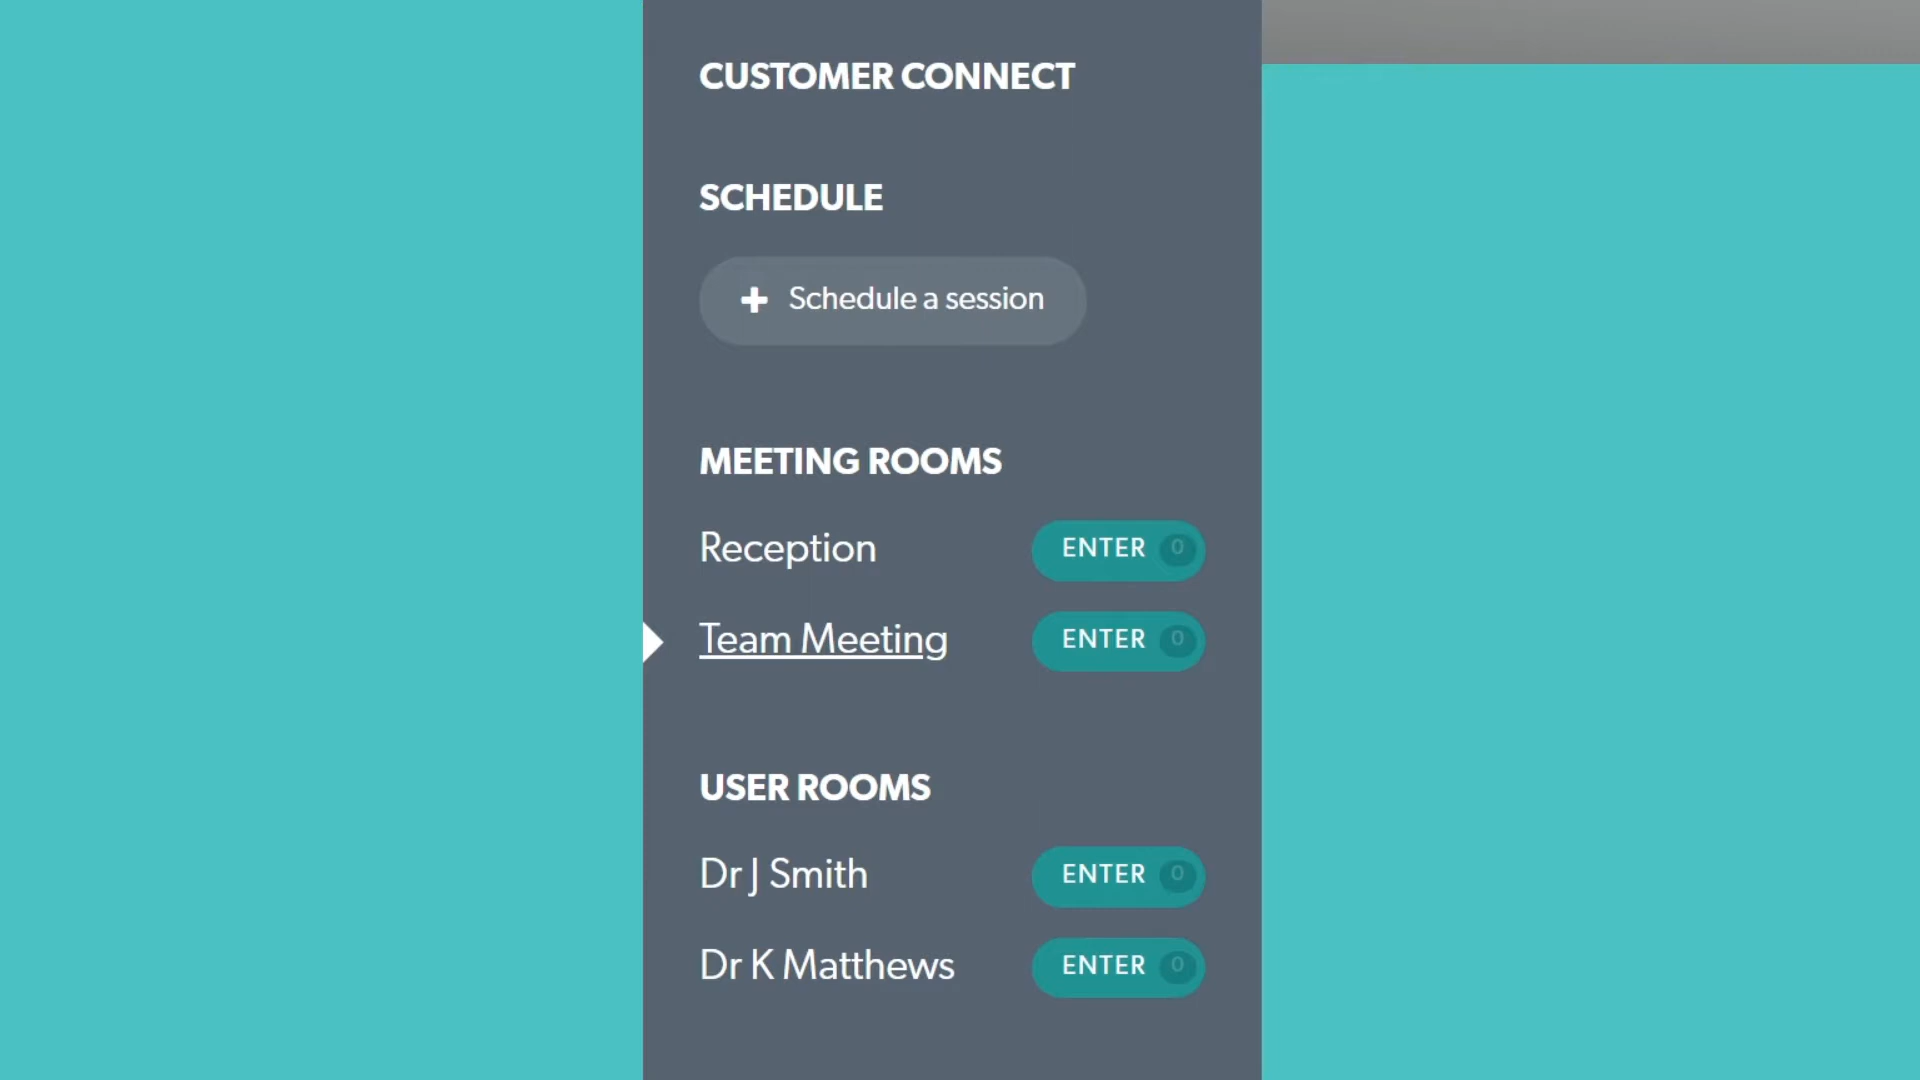 CUSTOMER CONNECT
SCHEDULE
Schedule a session
MEETING ROOMS
Reception ENTER 0
Team Meeting ENTER 0
USER ROOMS
Dr J Smith ENTER 0
Dr K Matthews ENTER 0